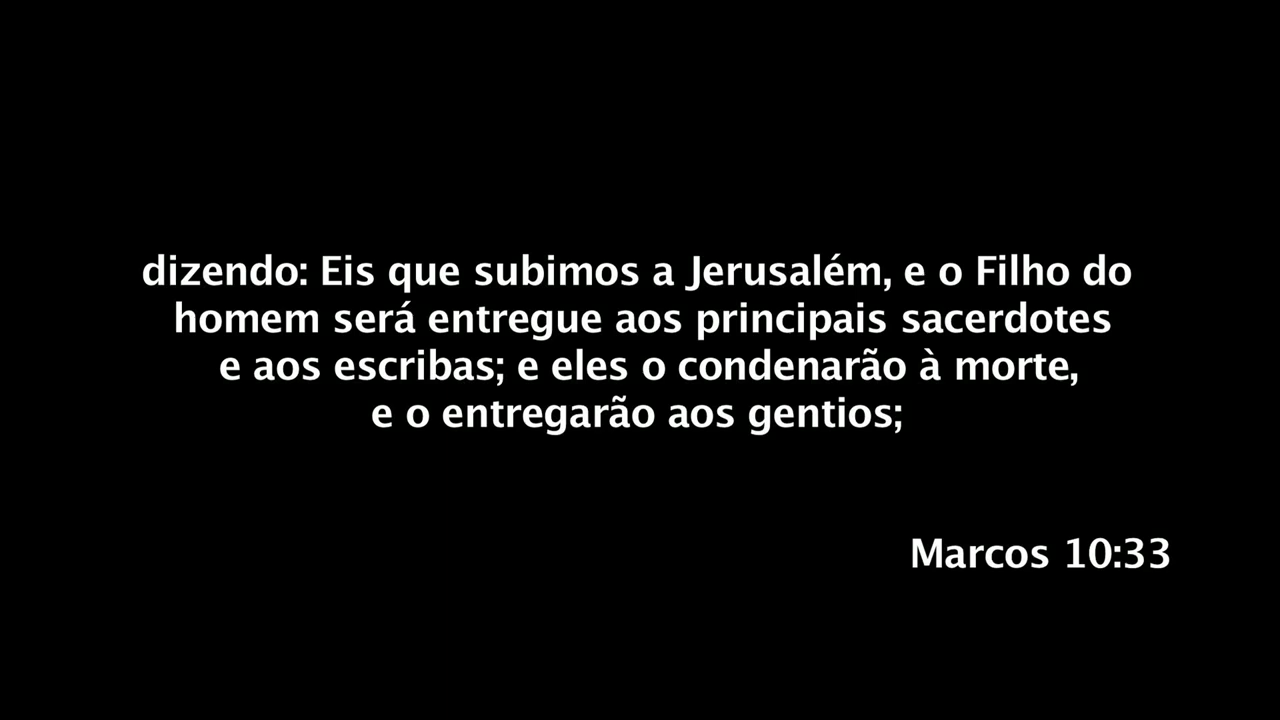 dizendo: Eis que subimos a Jerusalém, e o Filho do
homem será entregue aos principais sacerdotes
e aos escribas; e eles o condenarão à morte,
e o entregarão aos gentios;
Marcos 10:33